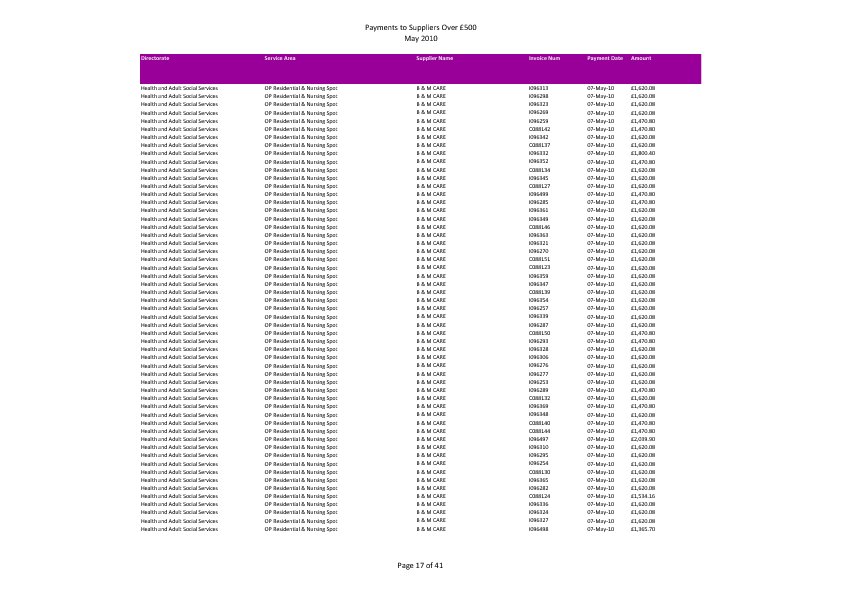 Payments to Suppliers Over £500
May 2010
Directorate Service Area Supplier Name Invoice Num Payment Date Amount
Health and Adult Social Services OP Residential & Nursing Spot B & M CARE I096313 07-May-10 £1,620.08
Health and Adult Social Services OP Residential & Nursing Spot B & M CARE I096298 07-May-10 £1,620.08
Health and Adult Social Services OP Residential & Nursing Spot B & M CARE I096323 07-May-10 £1,620.08
Health and Adult Social Services OP Residential & Nursing Spot B & M CARE I096269 07-May-10 £1,620.08
Health and Adult Social Services OP Residential & Nursing Spot B & M CARE I096259 07-May-10 £1,470.80
Health and Adult Social Services OP Residential & Nursing Spot B & M CARE C088142 07-May-10 £1,470.80
Health and Adult Social Services OP Residential & Nursing Spot B & M CARE I096342 07-May-10 £1,620.08
Health and Adult Social Services OP Residential & Nursing Spot B & M CARE C088137 07-May-10 £1,620.08
Health and Adult Social Services OP Residential & Nursing Spot B & M CARE I096332 07-May-10 £1,800.40
Health and Adult Social Services OP Residential & Nursing Spot B & M CARE I096352 07-May-10 £1,470.80
Health and Adult Social Services OP Residential & Nursing Spot B & M CARE C088134 07-May-10 £1,620.08
Health and Adult Social Services OP Residential & Nursing Spot B & M CARE I096345 07-May-10 £1,620.08
Health and Adult Social Services OP Residential & Nursing Spot B & M CARE C088127 07-May-10 £1,620.08
Health and Adult Social Services OP Residential & Nursing Spot B & M CARE I096499 07-May-10 £1,470.80
Health and Adult Social Services OP Residential & Nursing Spot B & M CARE I096285 07-May-10 £1,470.80
Health and Adult Social Services OP Residential & Nursing Spot B & M CARE I096361 07-May-10 £1,620.08
Health and Adult Social Services OP Residential & Nursing Spot B & M CARE I096349 07-May-10 £1,620.08
Health and Adult Social Services OP Residential & Nursing Spot B & M CARE C088146 07-May-10 £1,620.08
Health and Adult Social Services OP Residential & Nursing Spot B & M CARE I096363 07-May-10 £1,620.08
Health and Adult Social Services OP Residential & Nursing Spot B & M CARE I096321 07-May-10 £1,620.08
Health and Adult Social Services OP Residential & Nursing Spot B & M CARE I096270 07-May-10 £1,620.08
Health and Adult Social Services OP Residential & Nursing Spot B & M CARE C088151 07-May-10 £1,620.08
Health and Adult Social Services OP Residential & Nursing Spot B & M CARE C088123 07-May-10 £1,620.08
Health and Adult Social Services OP Residential & Nursing Spot B & M CARE I096359 07-May-10 £1,620.08
Health and Adult Social Services OP Residential & Nursing Spot B & M CARE I096347 07-May-10 £1,620.08
Health and Adult Social Services OP Residential & Nursing Spot B & M CARE C088139 07-May-10 £1,620.08
Health and Adult Social Services OP Residential & Nursing Spot B & M CARE I096354 07-May-10 £1,620.08
Health and Adult Social Services OP Residential & Nursing Spot B & M CARE I096257 07-May-10 £1,620.08
Health and Adult Social Services OP Residential & Nursing Spot B & M CARE I096339 07-May-10 £1,620.08
Health and Adult Social Services OP Residential & Nursing Spot B & M CARE I096287 07-May-10 £1,620.08
Health and Adult Social Services OP Residential & Nursing Spot B & M CARE C088150 07-May-10 £1,470.80
Health and Adult Social Services OP Residential & Nursing Spot B & M CARE I096293 07-May-10 £1,470.80
Health and Adult Social Services OP Residential & Nursing Spot B & M CARE I096328 07-May-10 £1,620.08
Health and Adult Social Services OP Residential & Nursing Spot B & M CARE I096306 07-May-10 £1,620.08
Health and Adult Social Services OP Residential & Nursing Spot B & M CARE I096276 07-May-10 £1,620.08
Health and Adult Social Services OP Residential & Nursing Spot B & M CARE I096277 07-May-10 £1,620.08
Health and Adult Social Services OP Residential & Nursing Spot B & M CARE I096253 07-May-10 £1,620.08
Health and Adult Social Services OP Residential & Nursing Spot B & M CARE I096289 07-May-10 £1,470.80
Health and Adult Social Services OP Residential & Nursing Spot B & M CARE C088132 07-May-10 £1,620.08
Health and Adult Social Services OP Residential & Nursing Spot B & M CARE I096369 07-May-10 £1,470.80
Health and Adult Social Services OP Residential & Nursing Spot B & M CARE I096348 07-May-10 £1,620.08
Health and Adult Social Services OP Residential & Nursing Spot B & M CARE C088140 07-May-10 £1,470.80
Health and Adult Social Services OP Residential & Nursing Spot B & M CARE C088144 07-May-10 £1,470.80
Health and Adult Social Services OP Residential & Nursing Spot B & M CARE I096497 07-May-10 £2,039.90
Health and Adult Social Services OP Residential & Nursing Spot B & M CARE I096310 07-May-10 £1,620.08
Health and Adult Social Services OP Residential & Nursing Spot B & M CARE I096295 07-May-10 £1,620.08
Health and Adult Social Services OP Residential & Nursing Spot B & M CARE I096254 07-May-10 £1,620.08
Health and Adult Social Services OP Residential & Nursing Spot B & M CARE C088130 07-May-10 £1,620.08
Health and Adult Social Services OP Residential & Nursing Spot B & M CARE I096365 07-May-10 £1,620.08
Health and Adult Social Services OP Residential & Nursing Spot B & M CARE I096282 07-May-10 £1,620.08
Health and Adult Social Services OP Residential & Nursing Spot B & M CARE C088124 07-May-10 £1,534.16
Health and Adult Social Services OP Residential & Nursing Spot B & M CARE I096336 07-May-10 £1,620.08
Health and Adult Social Services OP Residential & Nursing Spot B & M CARE I096324 07-May-10 £1,620.08
Health and Adult Social Services OP Residential & Nursing Spot B & M CARE I096327 07-May-10 £1,620.08
Health and Adult Social Services OP Residential & Nursing Spot B & M CARE I096498 07-May-10 £1,365.70
Page 17 of 41